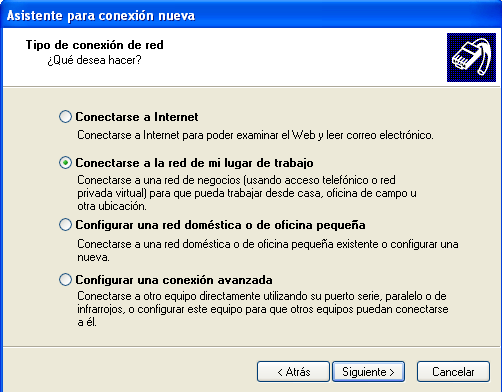 Asistente para conexión nueva
Tipo de conexión de red
¿Qué desea hacer?
Conectarse a Internet
Conectarse a Internet para poder examinar el Web y leer correo electrónico.
Conectarse a la red de mi lugar de trabajo
Conectarse a una red de negocios (usando acceso telefónico o red
privada virtual) para que pueda trabajar desde casa, oficina de campo u
otra ubicación.
Configurar una red doméstica o de oficina pequeña
Conectarse a una red doméstica o de oficina pequeña existente o configurar una
nueva.
Configurar una conexión avanzada
Conectarse a otro equipo directamente utilizando su puerto serie, paralelo o de
infrarrojos, o configurar este equipo para que otros equipos puedan conectarse
a él.
< Atrás
Siguiente >
Cancelar